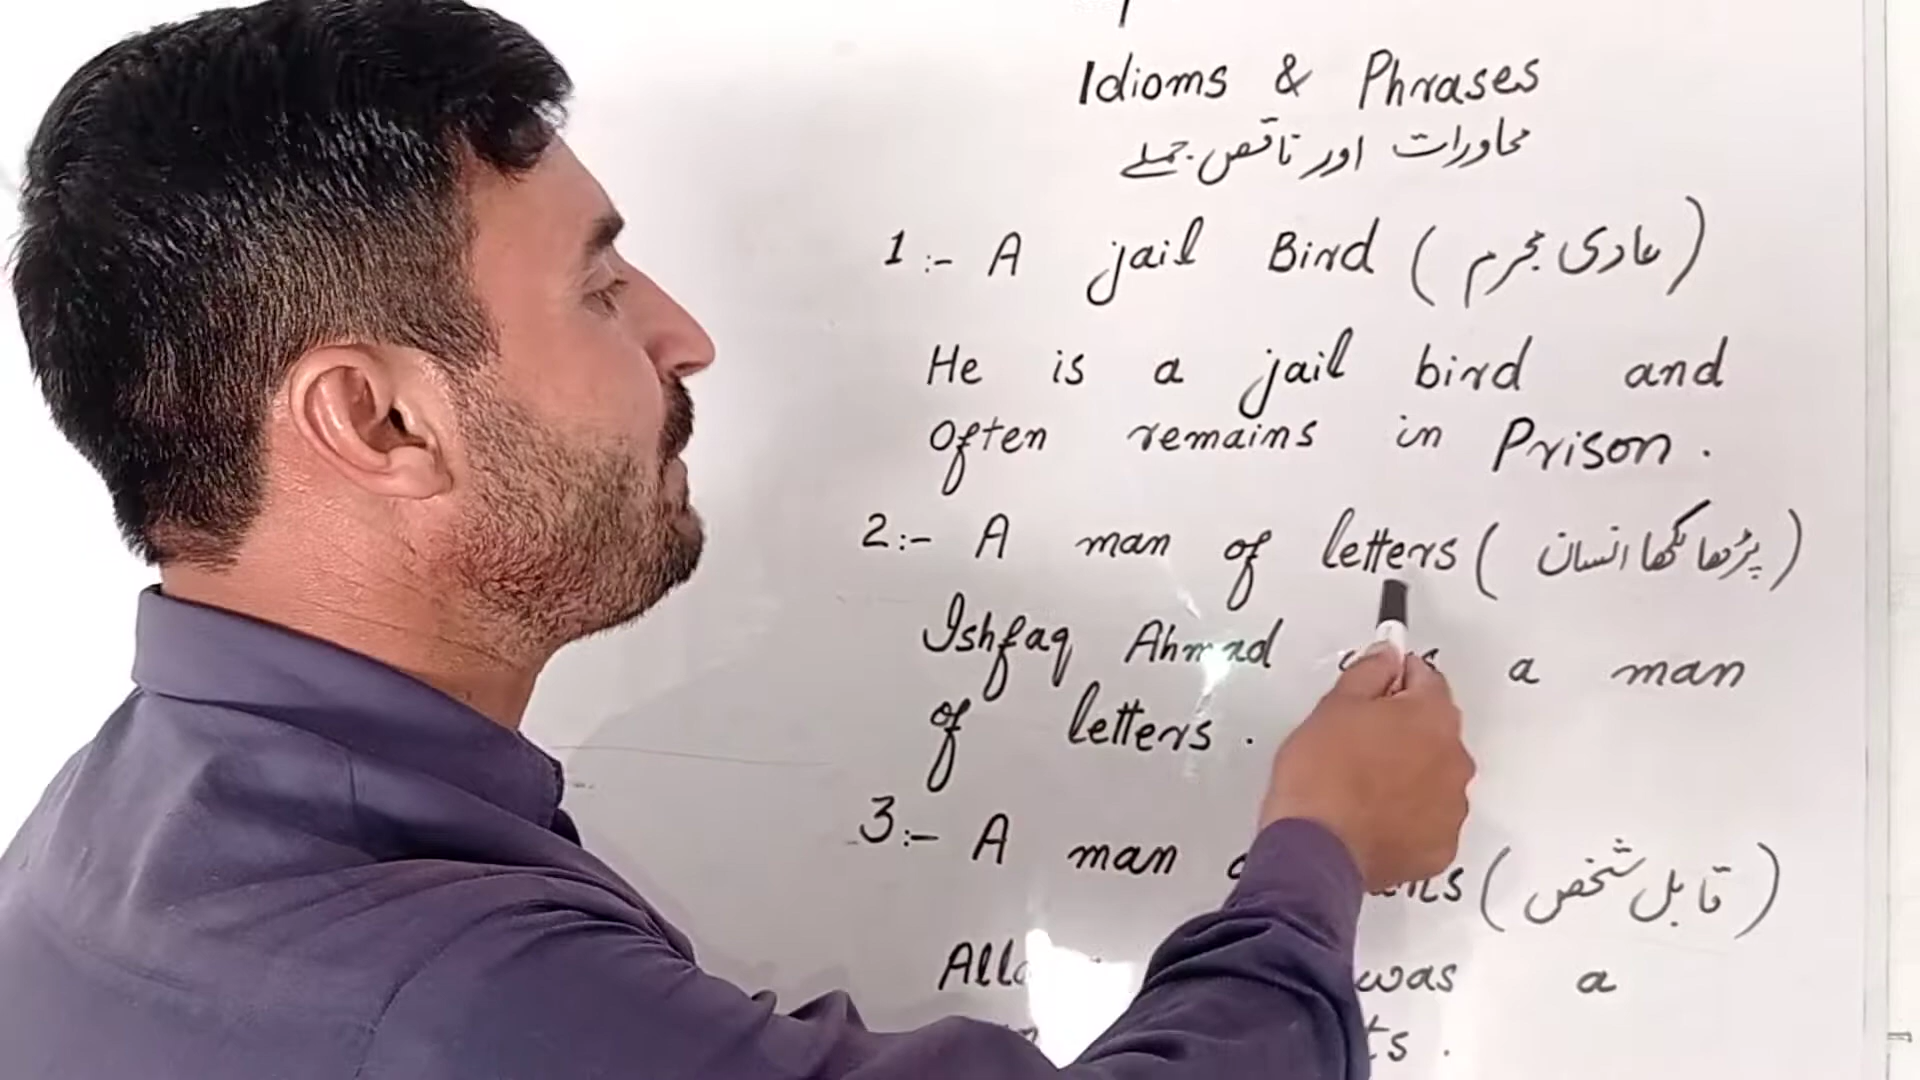 Idioms & Phrases
محاورات اور ناقص جملے
1:- A jail Bird (عادی مجرم)
He is a jail bird and
often remains in Prison.
2:- A man of letters (پڑھا لکھا انسان)
Ishfaq Ahmad a man
of letters.
3:- A man (قابل شخص)
was a